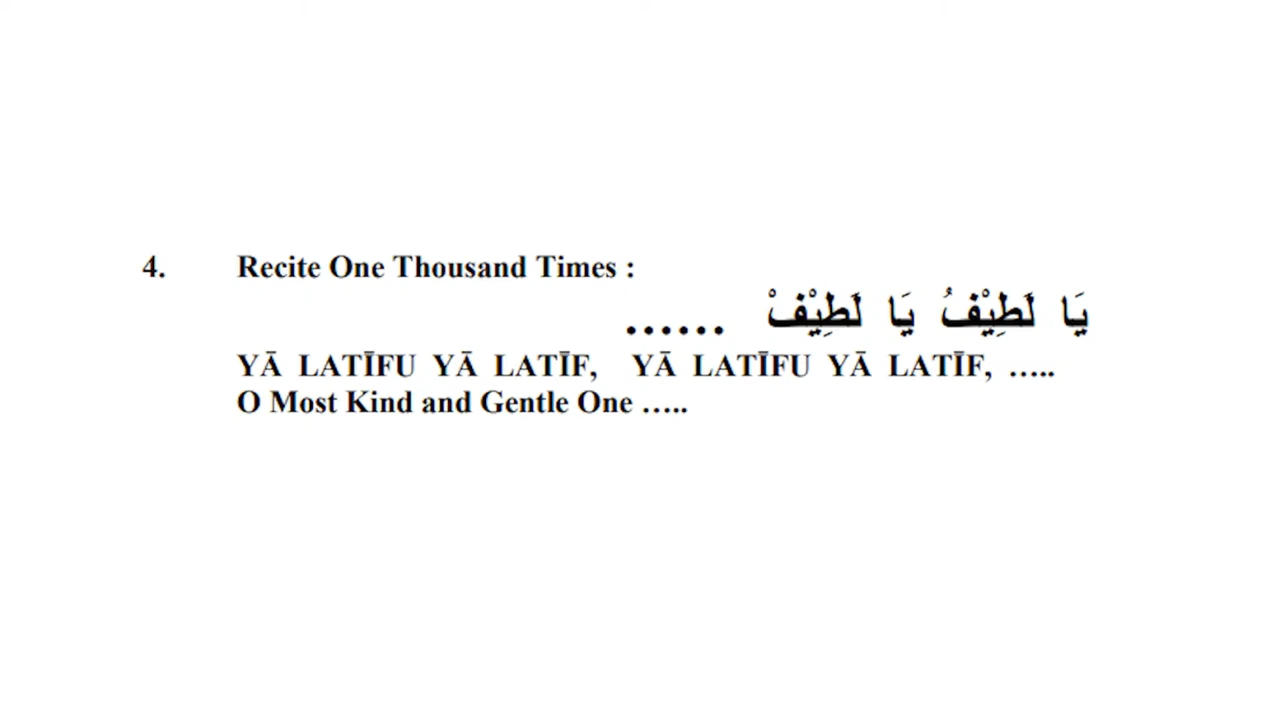 4. Recite One Thousand Times :
يَا لَطِيْفُ يَا لَطِيْفْ ......
YĀ LATĪFU YĀ LATĪF, YĀ LATĪFU YĀ LATĪF, .....
O Most Kind and Gentle One .....